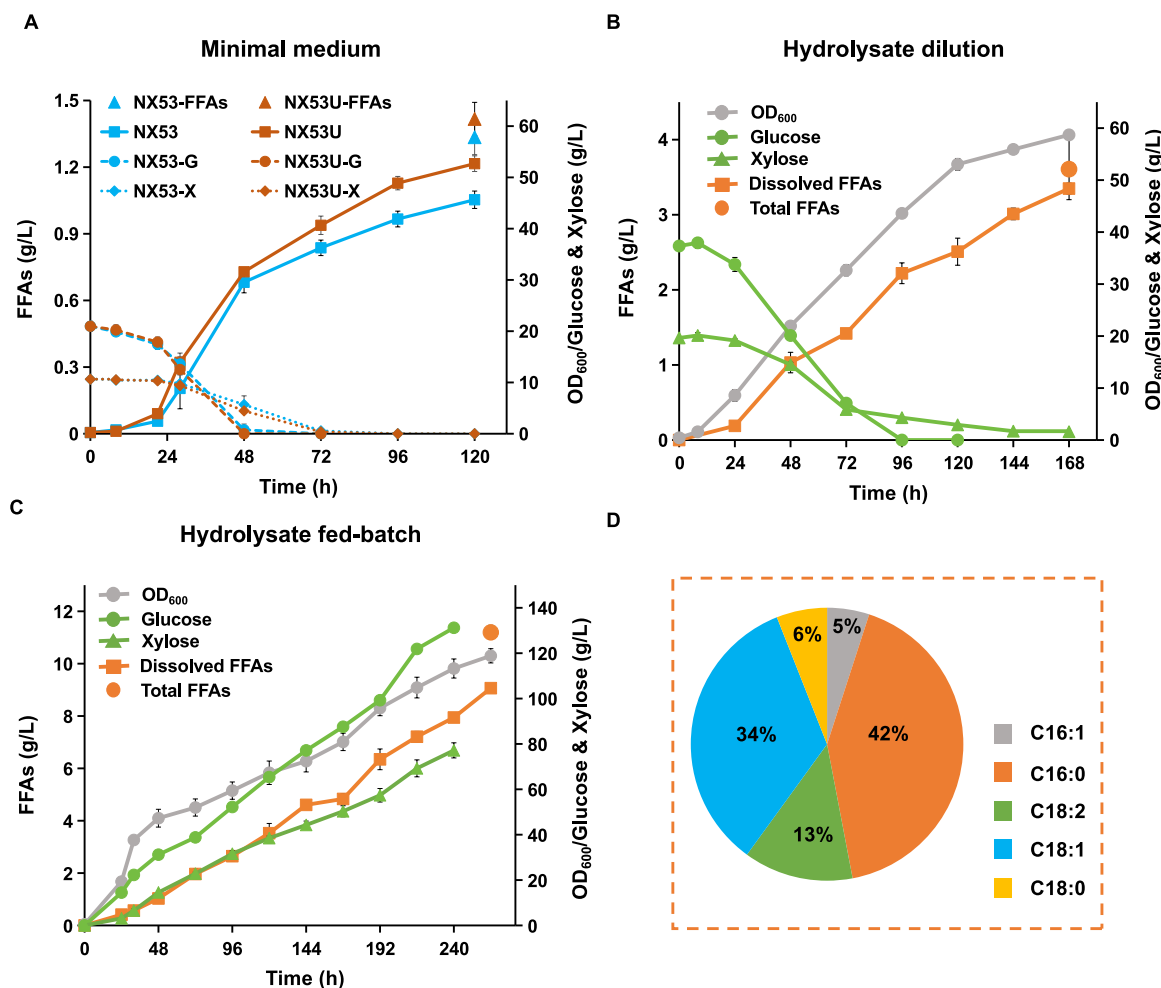 A
Minimal medium
1.5
1.2
0.9
0.6
0.3
0
FFAs (g/L)
NX53-FFAs
NX53U-FFAs
NX53
NX53U
NX53-G
NX53U-G
NX53-X
NX53U-X
60
50
40
30
20
10
0
OD600/Glucose & Xylose (g/L)
0 24 48 72 96 120
Time (h)
B
Hydrolysate dilution
4
3
2
1
0
FFAs (g/L)
OD600
Glucose
Xylose
Dissolved FFAs
Total FFAs
60
50
40
30
20
10
0
OD600/Glucose & Xylose (g/L)
0 24 48 72 96 120 144 168
Time (h)
C
Hydrolysate fed-batch
12
10
8
6
4
2
0
FFAs (g/L)
OD600
Glucose
Xylose
Dissolved FFAs
Total FFAs
140
120
100
80
60
40
20
0
OD600/Glucose & Xylose (g/L)
0 48 96 144 192 240
Time (h)
D
6%
5%
34%
42%
13%
C16:1
C16:0
C18:2
C18:1
C18:0